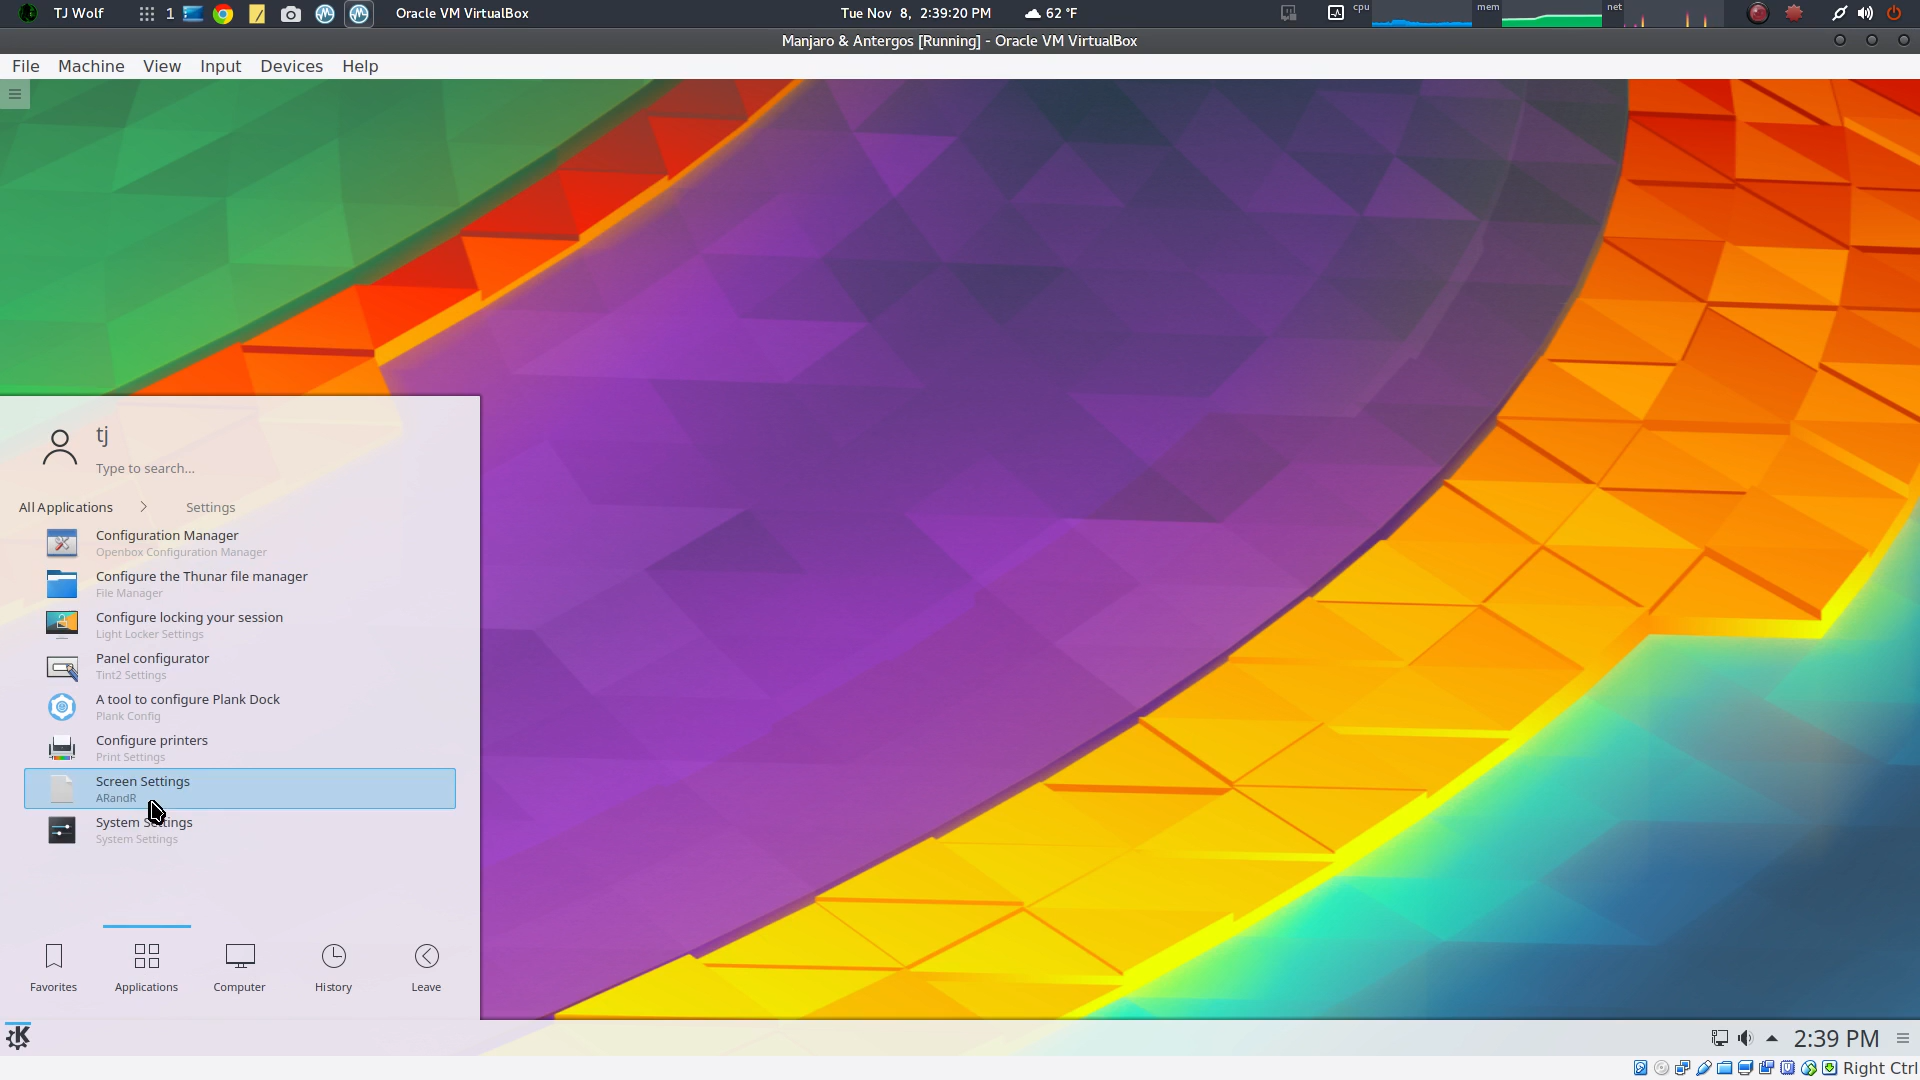 TJ Wolf
1
Oracle VM VirtualBox
Tue Nov 8, 2:39:20 PM
62 °F
cpu
mem
net
Manjaro & Antergos [Running] - Oracle VM VirtualBox
File Machine View Input Devices Help
tj
Type to search...
All Applications > Settings
Configuration Manager
Openbox Configuration Manager
Configure the Thunar file manager
File Manager
Configure locking your session
Light Locker Settings
Panel configurator
Tint2 Settings
A tool to configure Plank Dock
Plank Config
Configure printers
Print Settings
Screen Settings
ARandR
System Settings
System Settings
Favorites Applications Computer History Leave
2:39 PM
Right Ctrl